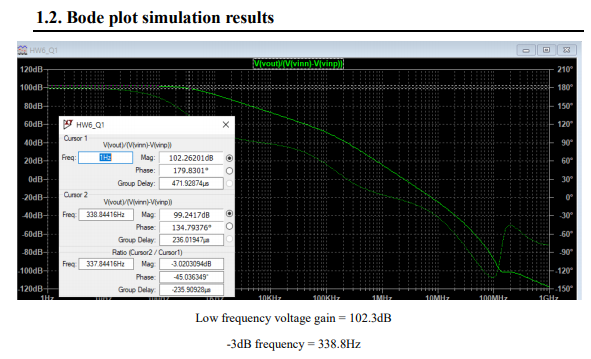 1.2. Bode plot simulation results
HW6_Q1
V(vout)/(V(vinn)-V(vinp))
120dB 210°
100dB 180°
80dB 150°
60dB 120°
40dB 90°
20dB 60°
0dB 30°
-20dB 0°
-40dB -30°
-60dB -60°
-80dB -90°
-100dB -120°
-120dB -150°
HW6_Q1
Cursor 1
V(vout)/(V(vinn)-V(vinp))
Freq: 1Hz Mag: 102.26201dB
Phase: 179.8301°
Group Delay: 471.92874µs
Cursor 2
V(vout)/(V(vinn)-V(vinp))
Freq: 338.84416Hz Mag: 99.2417dB
Phase: 134.79376°
Group Delay: 236.01947µs
Ratio (Cursor2 / Cursor1)
Freq: 337.84416Hz Mag: -3.0203094dB
Phase: -45.036349°
Group Delay: -235.90928µs
1Hz 10KHz 100KHz 1MHz 10MHz 100MHz 1GHz
Low frequency voltage gain = 102.3dB
-3dB frequency = 338.8Hz